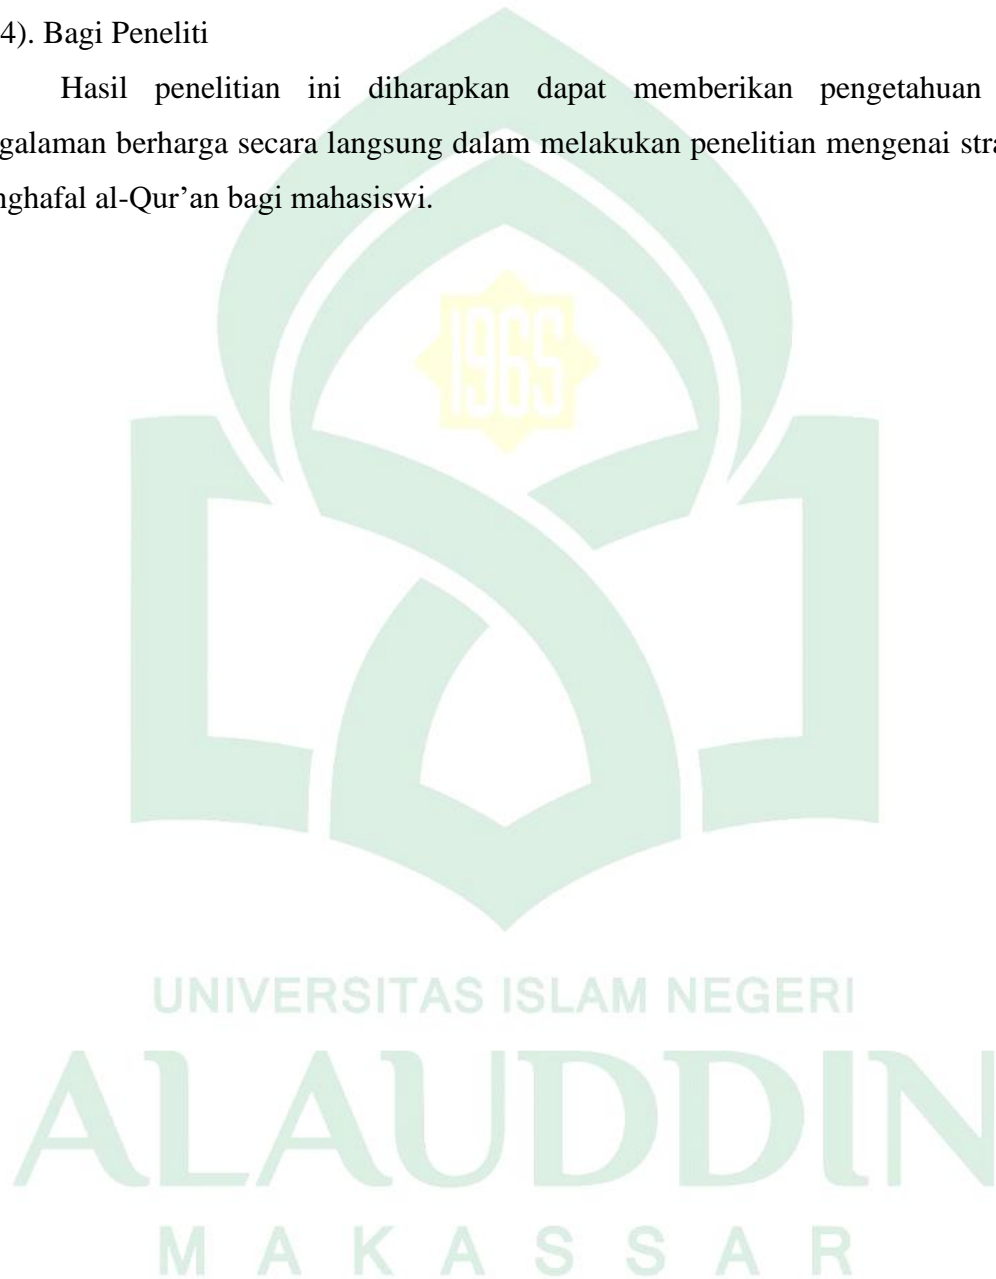 4). Bagi Peneliti
Hasil penelitian ini diharapkan dapat memberikan pengetahuan
galaman berharga secara langsung dalam melakukan penelitian mengenai stra
nghafal al-Qur’an bagi mahasiswi.
1965
UNIVERSITAS ISLAM NEGERI
ALAUDDIN
MAKASSAR